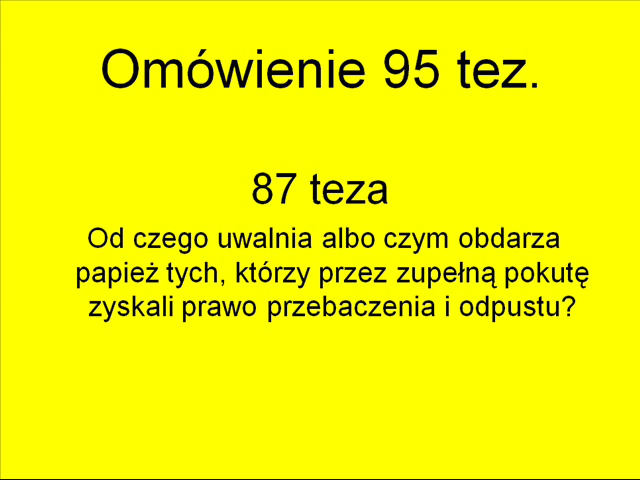 Omówienie 95 tez.
87 teza
Od czego uwalnia albo czym obdarza
papież tych, którzy przez zupełną pokutę
zyskali prawo przebaczenia i odpustu?